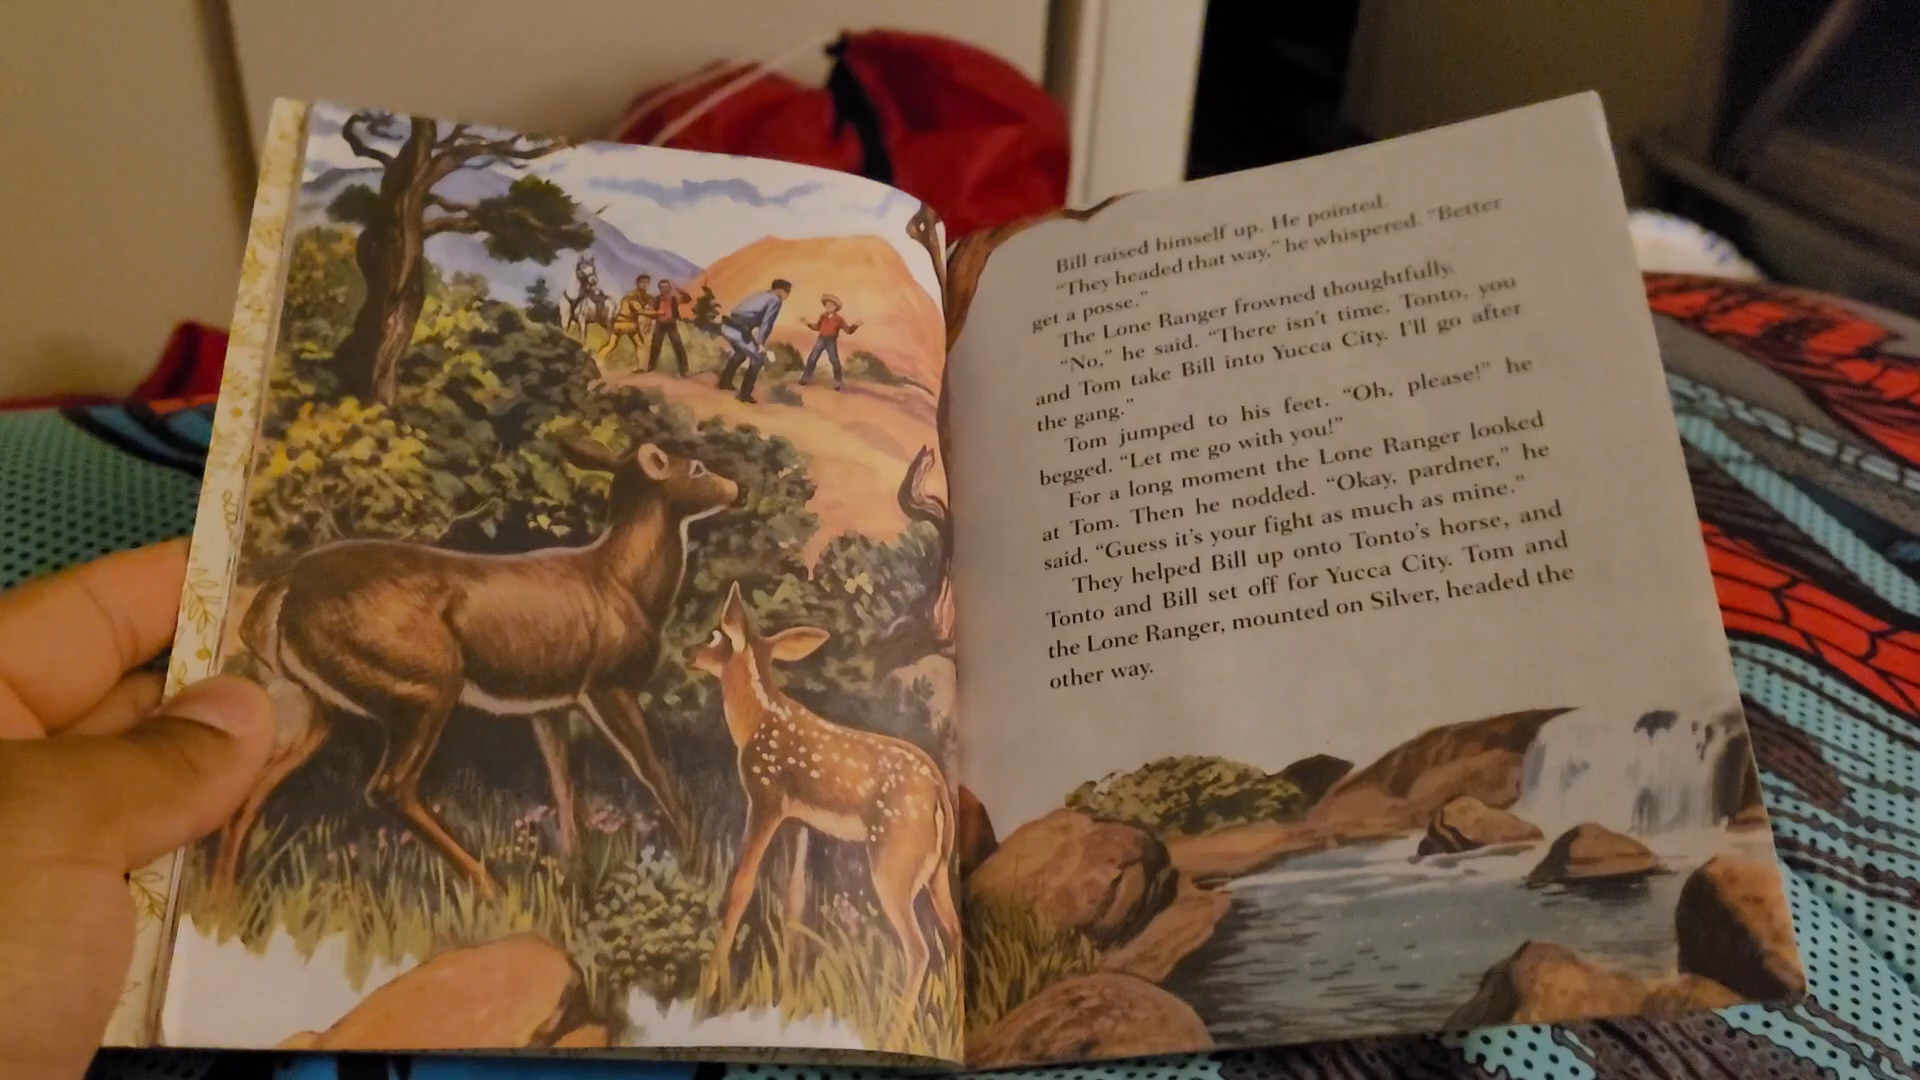 Bill raised himself up. He pointed.
“They headed that way,” he whispered. “Better
get a posse.”
The Lone Ranger frowned thoughtfully.
“No,” he said. “There isn’t time. Tonto, you
and Tom take Bill into Yucca City. I’ll go after
the gang.”
Tom jumped to his feet. “Oh, please!” he
begged. “Let me go with you!”
For a long moment the Lone Ranger looked
at Tom. Then he nodded. “Okay, pardner,” he
said. “Guess it’s your fight as much as mine.”
They helped Bill up onto Tonto’s horse, and
Tonto and Bill set off for Yucca City. Tom and
the Lone Ranger, mounted on Silver, headed the
other way.